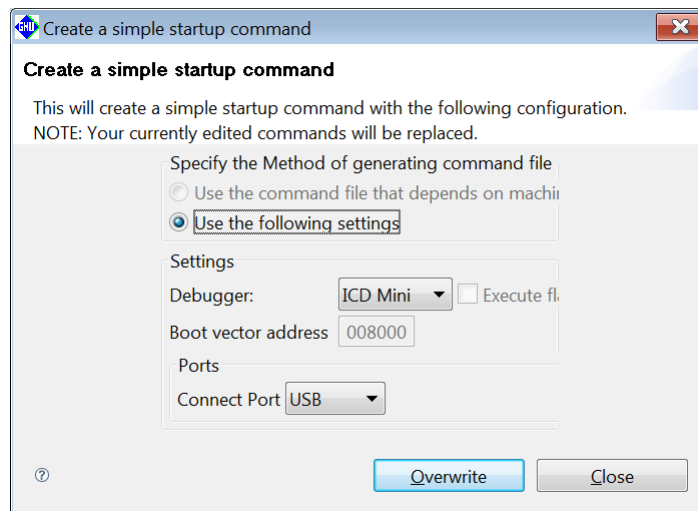 GNU Create a simple startup command
Create a simple startup command
This will create a simple startup command with the following configuration.
NOTE: Your currently edited commands will be replaced.
Specify the Method of generating command file
Use the command file that depends on machi
Use the following settings
Settings
Debugger: ICD Mini Execute fl
Boot vector address 008000
Ports
Connect Port USB
? Overwrite Close